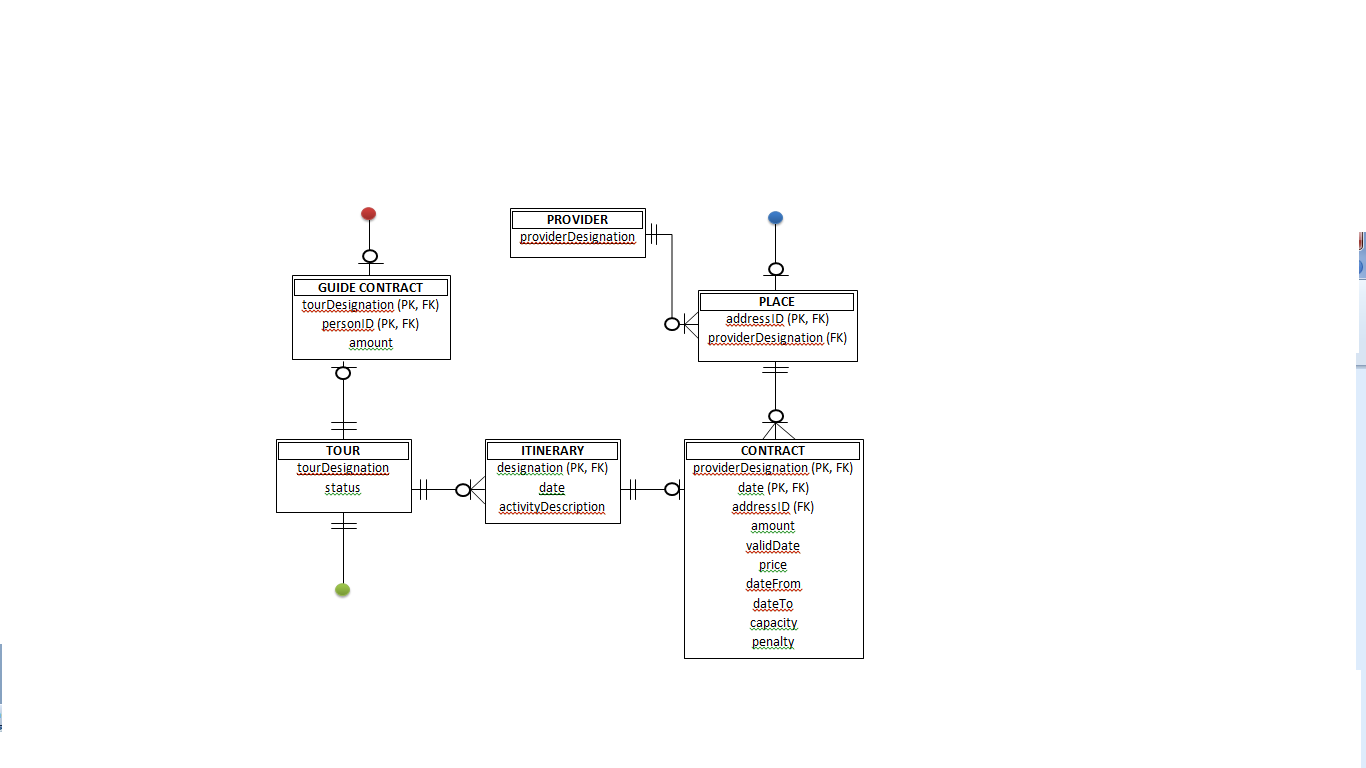 PROVIDER
providerDesignation
GUIDE CONTRACT
tourDesignation (PK, FK)
personID (PK, FK)
amount
PLACE
addressID (PK, FK)
providerDesignation (FK)
TOUR
tourDesignation
status
ITINERARY
designation (PK, FK)
date
activityDescription
CONTRACT
providerDesignation (PK, FK)
date (PK, FK)
addressID (FK)
amount
validDate
price
dateFrom
dateTo
capacity
penalty